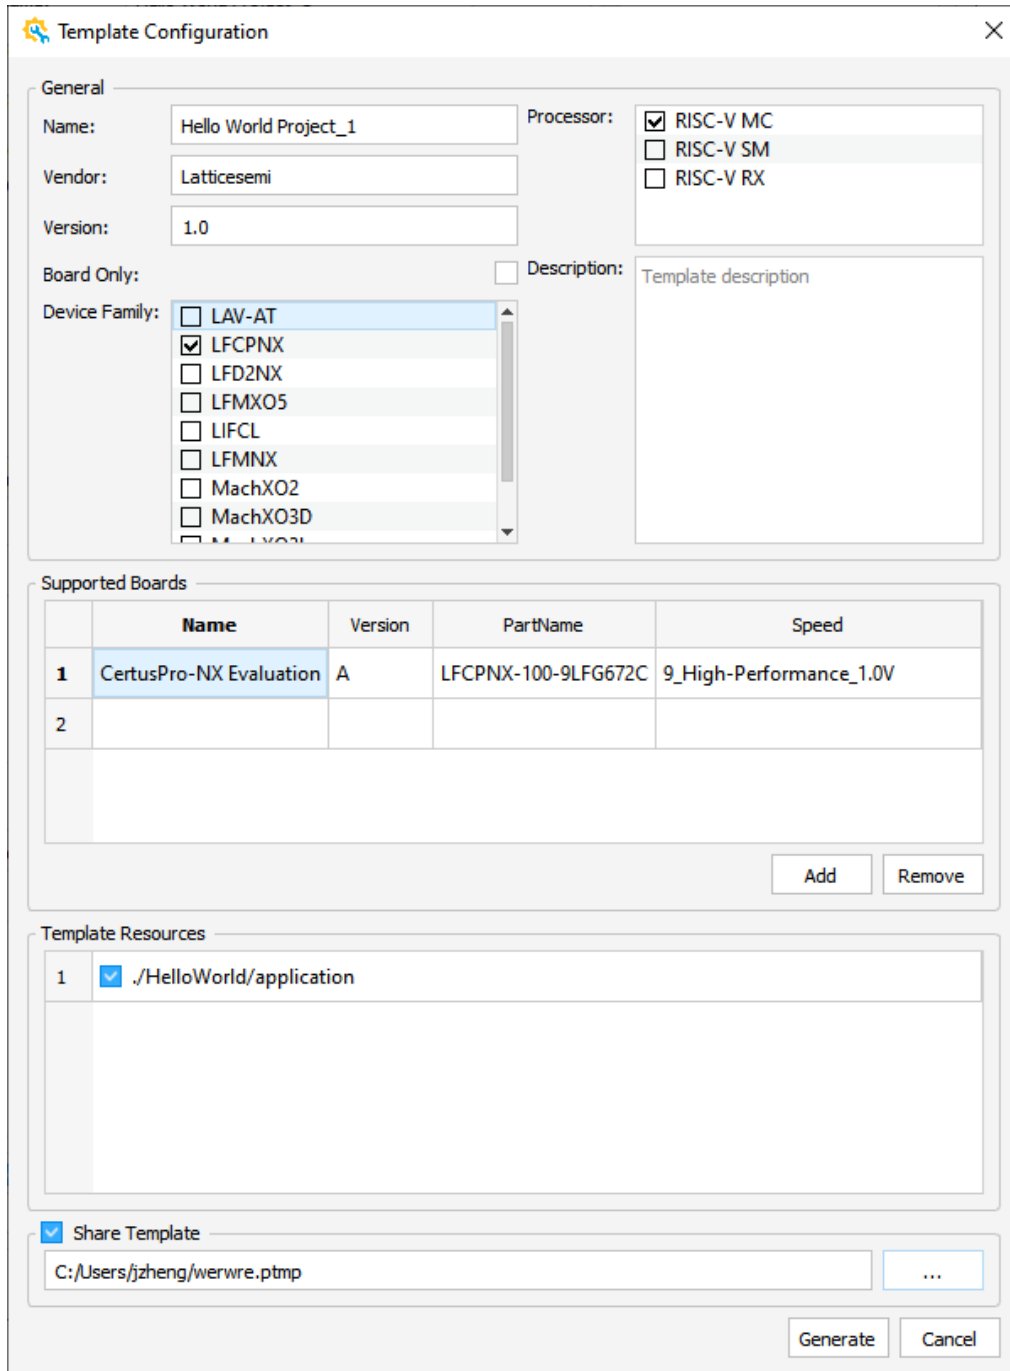 Template Configuration
General
Name:
Hello World Project_1
Vendor:
Latticesemi
Version:
1.0
Board Only:
Device Family:
LAV-AT
LFCPNX
LFD2NX
LFMXO5
LIFCL
LFMNX
MachXO2
MachXO3D
Processor:
RISC-V MC
RISC-V SM
RISC-V RX
Description:
Template description
Supported Boards
Name Version PartName Speed
1 CertusPro-NX Evaluation A LFCPNX-100-9LFG672C 9_High-Performance_1.0V
2
Add Remove
Template Resources
1 ./HelloWorld/application
Share Template
C:/Users/jzheng/werwre.ptmp ...
Generate Cancel